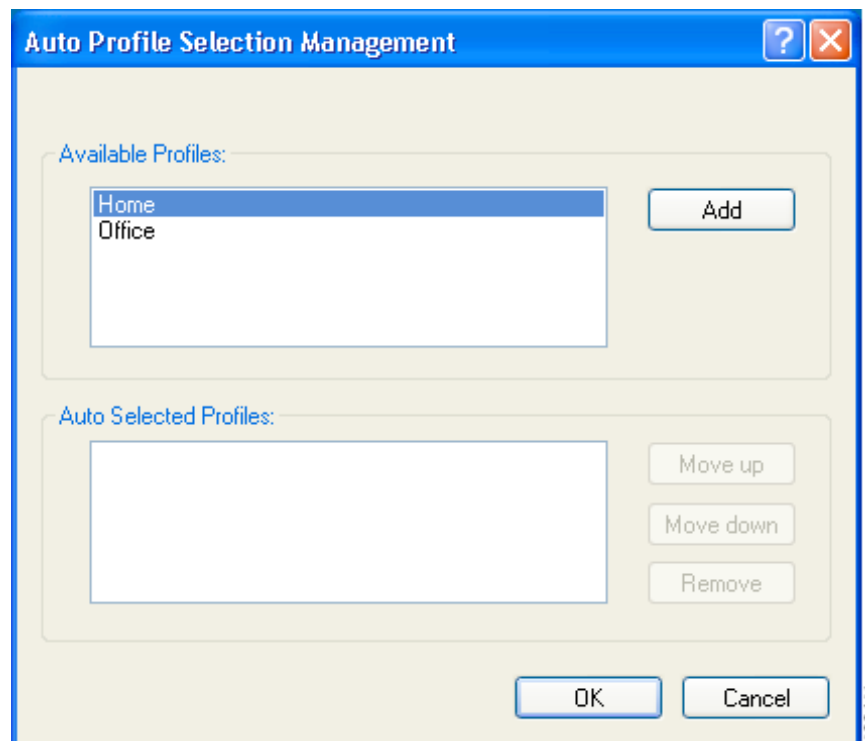 Auto Profile Selection Management
Available Profiles:
Home
Office
Add
Auto Selected Profiles:
Move up
Move down
Remove
OK
Cancel